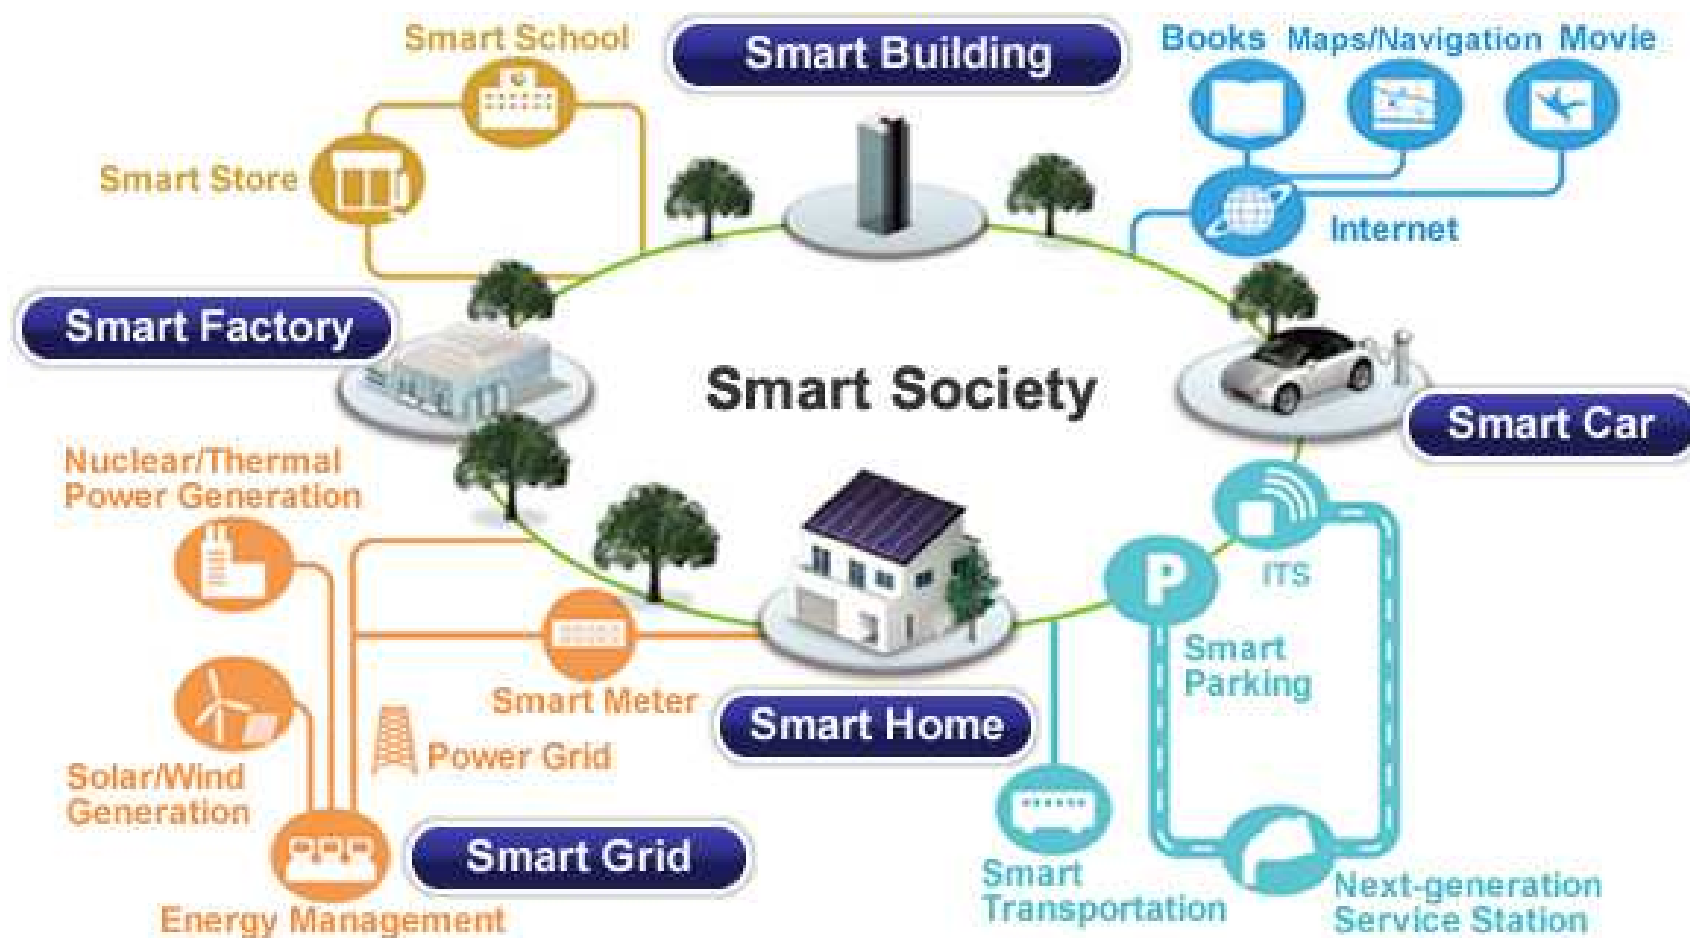 Smart School
Smart Building
Books
Maps/Navigation
Movie
Smart Store
Internet
Smart Factory
Smart Society
Smart Car
Nuclear/Thermal
Power Generation
P
ITS
Smart
Parking
Smart Meter
Smart Home
Power Grid
Solar/Wind
Generation
Smart Grid
Energy Management
Smart
Transportation
Next-generation
Service Station